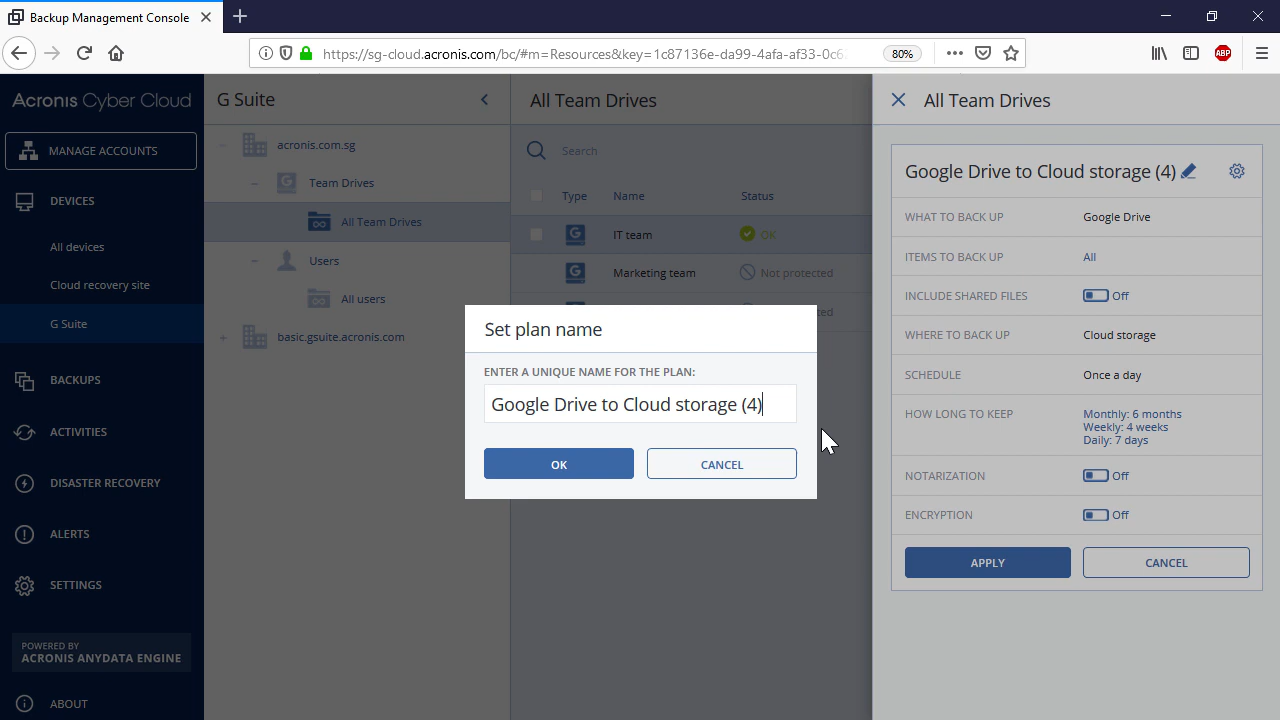 Backup Management Console
https://sg-cloud.acronis.com/bc/#m=Resources&key=1c87136e-da99-4afa-af33-0c6
80%
ABP
Acronis Cyber Cloud
MANAGE ACCOUNTS
DEVICES
All devices
Cloud recovery site
G Suite
BACKUPS
ACTIVITIES
DISASTER RECOVERY
ALERTS
SETTINGS
POWERED BY
ACRONIS ANYDATA ENGINE
ABOUT
G Suite
acronis.com.sg
Team Drives
All Team Drives
Users
All users
basic.gsuite.acronis.com
All Team Drives
Search
Type Name Status
IT team OK
Marketing team Not protected
Set plan name
ENTER A UNIQUE NAME FOR THE PLAN:
Google Drive to Cloud storage (4)
OK CANCEL
All Team Drives
Google Drive to Cloud storage (4)
WHAT TO BACK UP Google Drive
ITEMS TO BACK UP All
INCLUDE SHARED FILES Off
WHERE TO BACK UP Cloud storage
SCHEDULE Once a day
HOW LONG TO KEEP Monthly: 6 months
Weekly: 4 weeks
Daily: 7 days
NOTARIZATION Off
ENCRYPTION Off
APPLY CANCEL